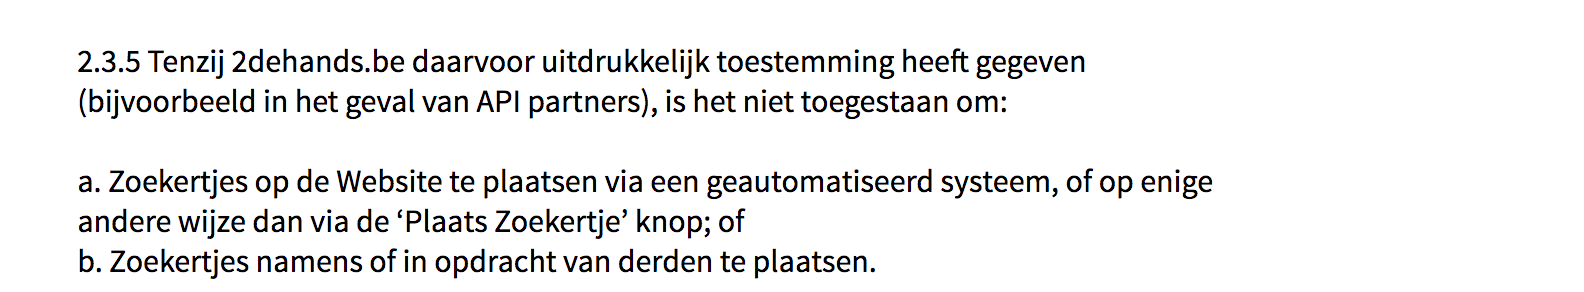 2.3.5 Tenzij 2dehands.be daarvoor uitdrukkelijk toestemming heeft gegeven
(bijvoorbeeld in het geval van API partners), is het niet toegestaan om:
a. Zoekertjes op de Website te plaatsen via een geautomatiseerd systeem, of op enige
andere wijze dan via de ‘Plaats Zoekertje’ knop; of
b. Zoekertjes namens of in opdracht van derden te plaatsen.